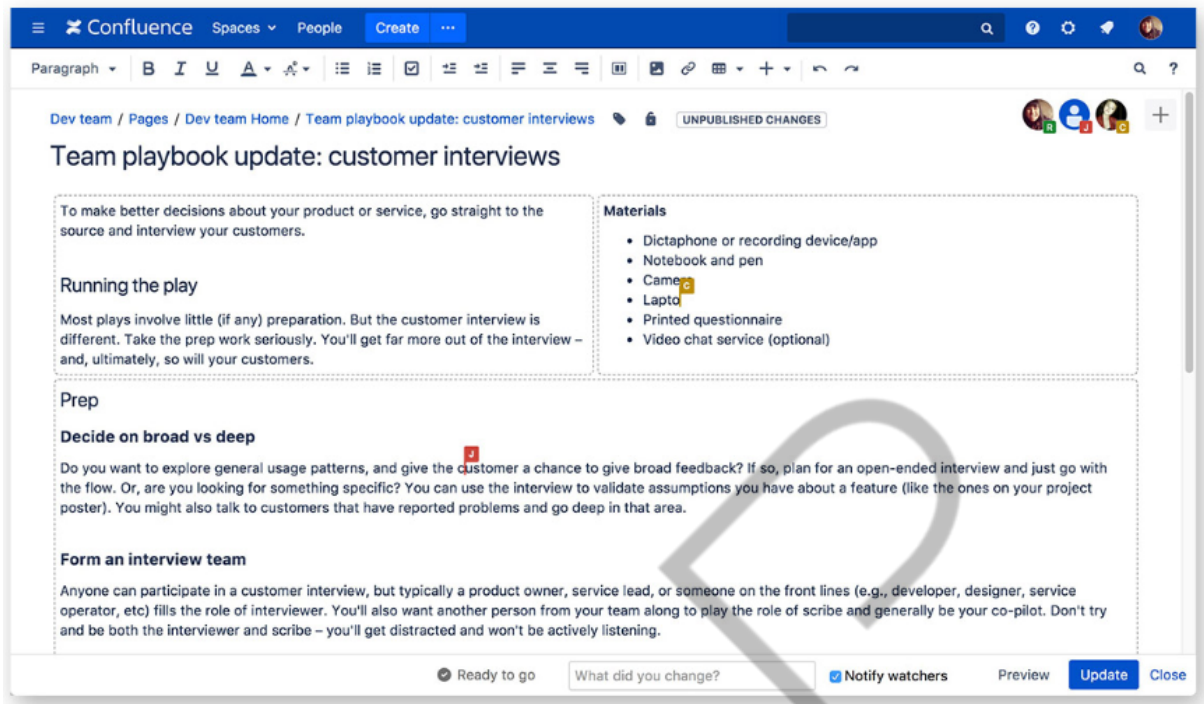 Confluence Spaces People Create ...
Paragraph B I U A
Dev team / Pages / Dev team Home / Team playbook update: customer interviews UNPUBLISHED CHANGES
R J C
Team playbook update: customer interviews
To make better decisions about your product or service, go straight to the
source and interview your customers.
Running the play
Most plays involve little (if any) preparation. But the customer interview is
different. Take the prep work seriously. You'll get far more out of the interview –
and, ultimately, so will your customers.
Materials
• Dictaphone or recording device/app
• Notebook and pen
• Camera
C
• Lapto
• Printed questionnaire
• Video chat service (optional)
Prep
Decide on broad vs deep
J
Do you want to explore general usage patterns, and give the customer a chance to give broad feedback? If so, plan for an open-ended interview and just go with
the flow. Or, are you looking for something specific? You can use the interview to validate assumptions you have about a feature (like the ones on your project
poster). You might also talk to customers that have reported problems and go deep in that area.
Form an interview team
Anyone can participate in a customer interview, but typically a product owner, service lead, or someone on the front lines (e.g., developer, designer, service
operator, etc) fills the role of interviewer. You'll also want another person from your team along to play the role of scribe and generally be your co-pilot. Don't try
and be both the interviewer and scribe – you'll get distracted and won't be actively listening.
Ready to go What did you change? Notify watchers Preview Update Close